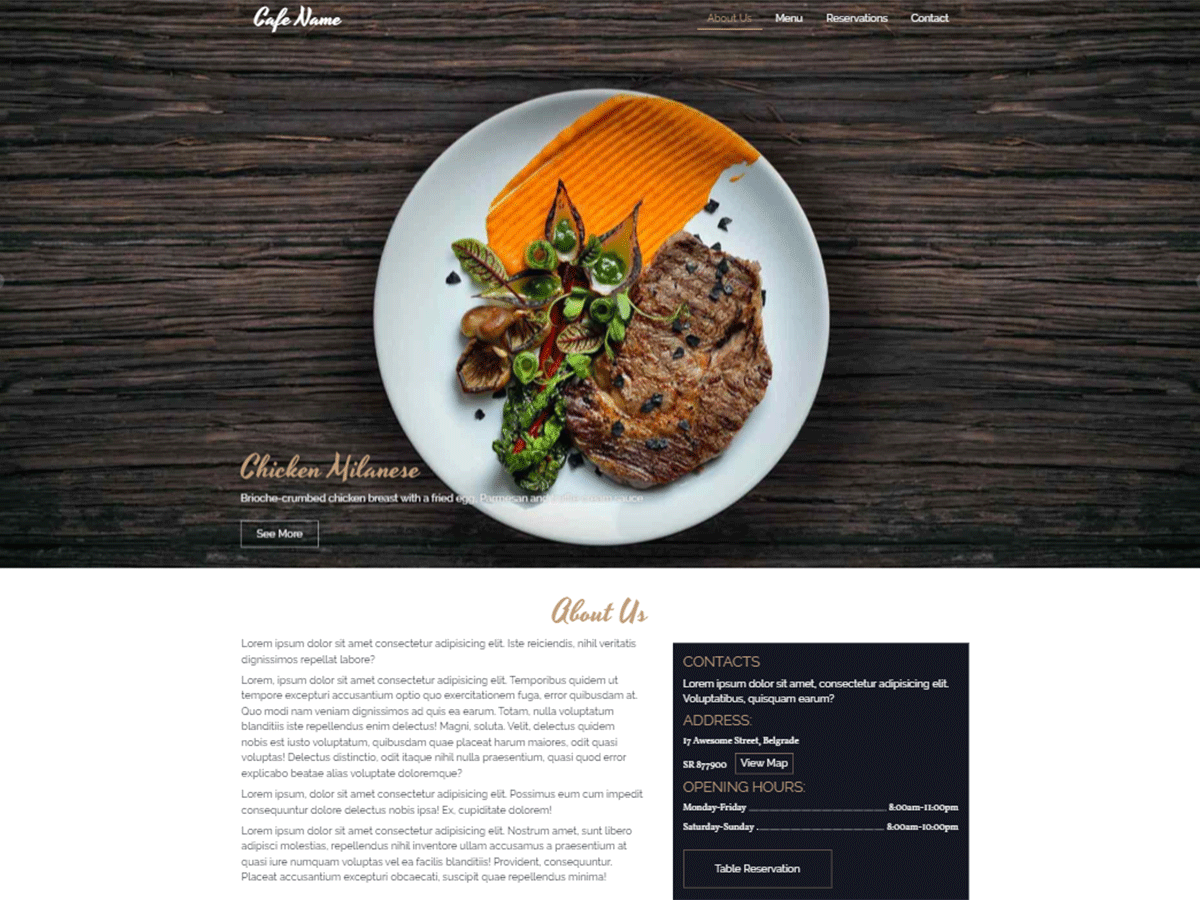 Cafe Name
About Us Menu Reservations Contact
Chicken Milanese
Brioche-crumbed chicken breast with a fried egg, Parmesan and sauce
See More
About Us
Lorem ipsum dolor sit amet consectetur adipisicing elit. Iste reiciendis, nihil veritatis
dignissimos repellat labore?
Lorem, ipsum dolor sit amet consectetur adipisicing elit. Temporibus quidem ut
tempore excepturi accusantium optio quo exercitationem fuga, error quibusdam at.
Quo modi nam veniam dignissimos ad quis ea earum. Totam, nulla voluptatum
blanditiis iste repellendus enim delectus! Magni, soluta. Velit, delectus quidem
nobis est iusto voluptatum, quibusdam quae placeat harum maiores, odit quasi
voluptas! Delectus distinctio, odit itaque nihil nulla praesentium, quasi quod error
explicabo beatae alias voluptate doloremque?
Lorem ipsum, dolor sit amet consectetur adipisicing elit. Possimus eum cum impedit
consequuntur dolore delectus nobis ipsa! Ex, cupiditate dolorem!
Lorem ipsum dolor sit amet consectetur adipisicing elit. Nostrum amet, sunt libero
adipisci molestias, repellendus nihil inventore ullam accusamus a praesentium at
quasi iure numquam voluptas vel ea facilis blanditiis! Provident, consequuntur.
Placeat accusantium excepturi obcaecati, suscipit quae repellendus minima!
CONTACTS
Lorem ipsum dolor sit amet, consectetur adipisicing elit.
Voluptatibus, quisquam earum?
ADDRESS:
17 Awesome Street, Belgrade
SR 877900 View Map
OPENING HOURS:
Monday-Friday 8:00am-11:00pm
Saturday-Sunday 8:00am-10:00pm
Table Reservation